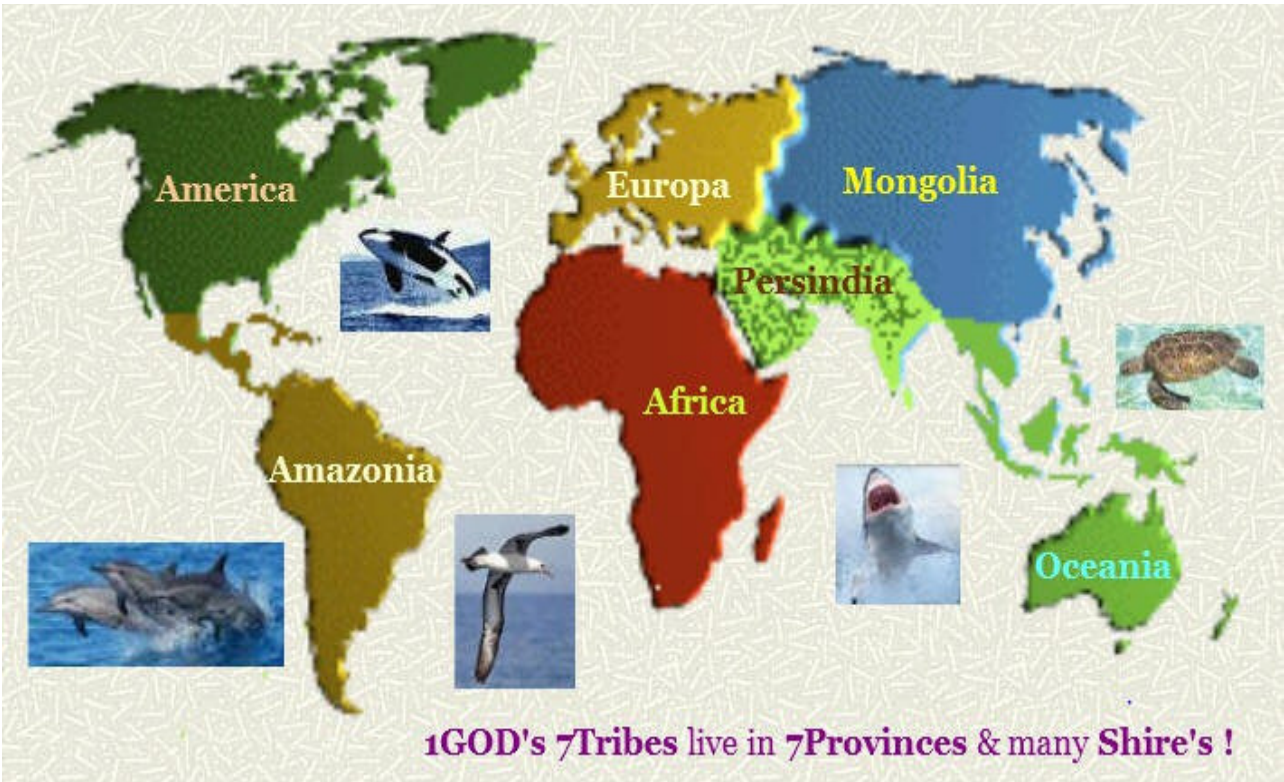 America
Europa
Mongolia
Persindia
Africa
Amazonia
Oceania
1GOD's 7Tribes live in 7Provinces & many Shire's !